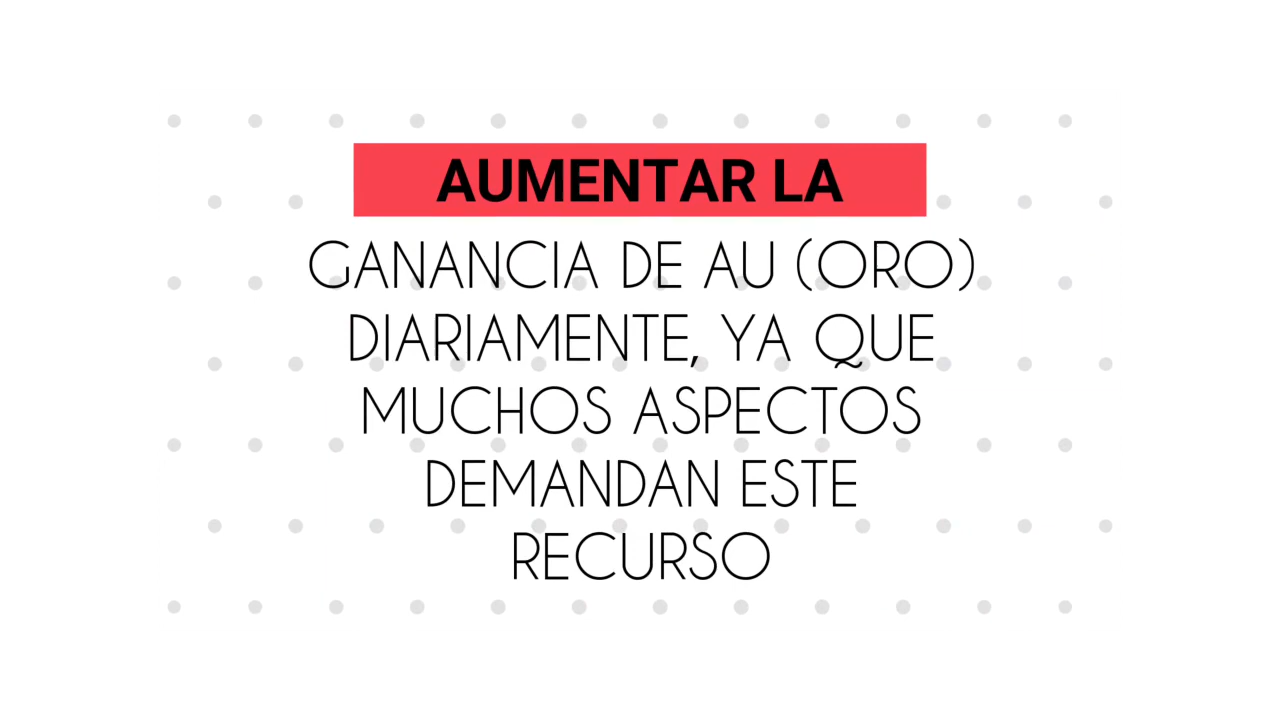 AUMENTAR LA
GANANCIA DE AU (ORO)
DIARIAMENTE, YA QUE
MUCHOS ASPECTOS
DEMANDAN ESTE
RECURSO